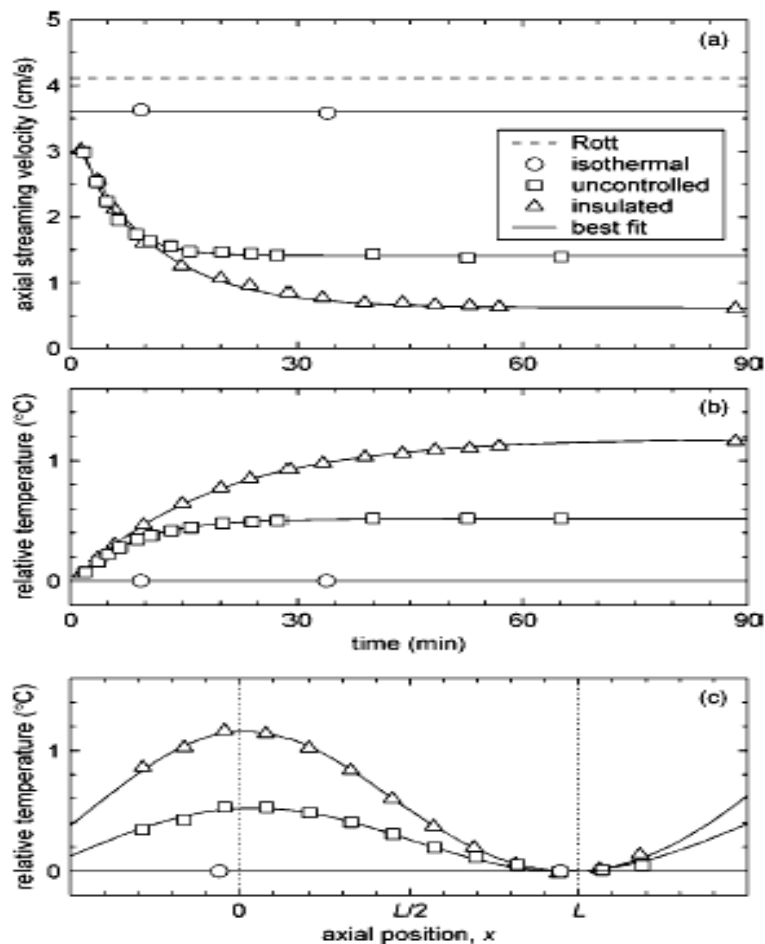 (a)
axial streaming velocity (cm/s)
5
4
3
2
1
0
Rott
isothermal
uncontrolled
insulated
best fit
0 30 60 90
(b)
relative temperature (°C)
1
0
0 30 60 90
time (min)
(c)
relative temperature (°C)
1
0
0 L/2 L
axial position, x